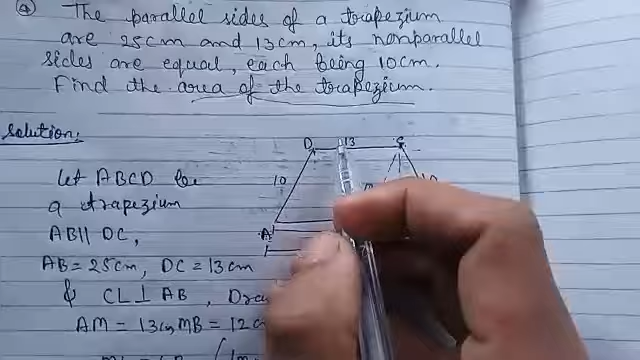 Q The parallel sides of a trapezium
are 25cm and 13cm, its nonparallel
sides are equal, each being 10cm.
Find the area of the trapezium.
Solution:
D 13 C
10
A
Let ABCD be
a trapezium
AB || DC,
AB = 25cm, DC = 13cm
& CL ⊥ AB,
AM = 13cm, MB = 12